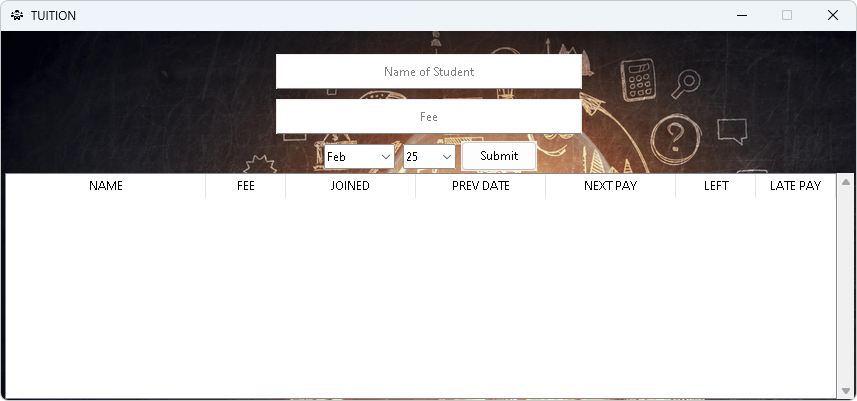 TUITION
Name of Student
Fee
Feb 25 Submit
NAME FEE JOINED PREV DATE NEXT PAY LEFT LATE PAY